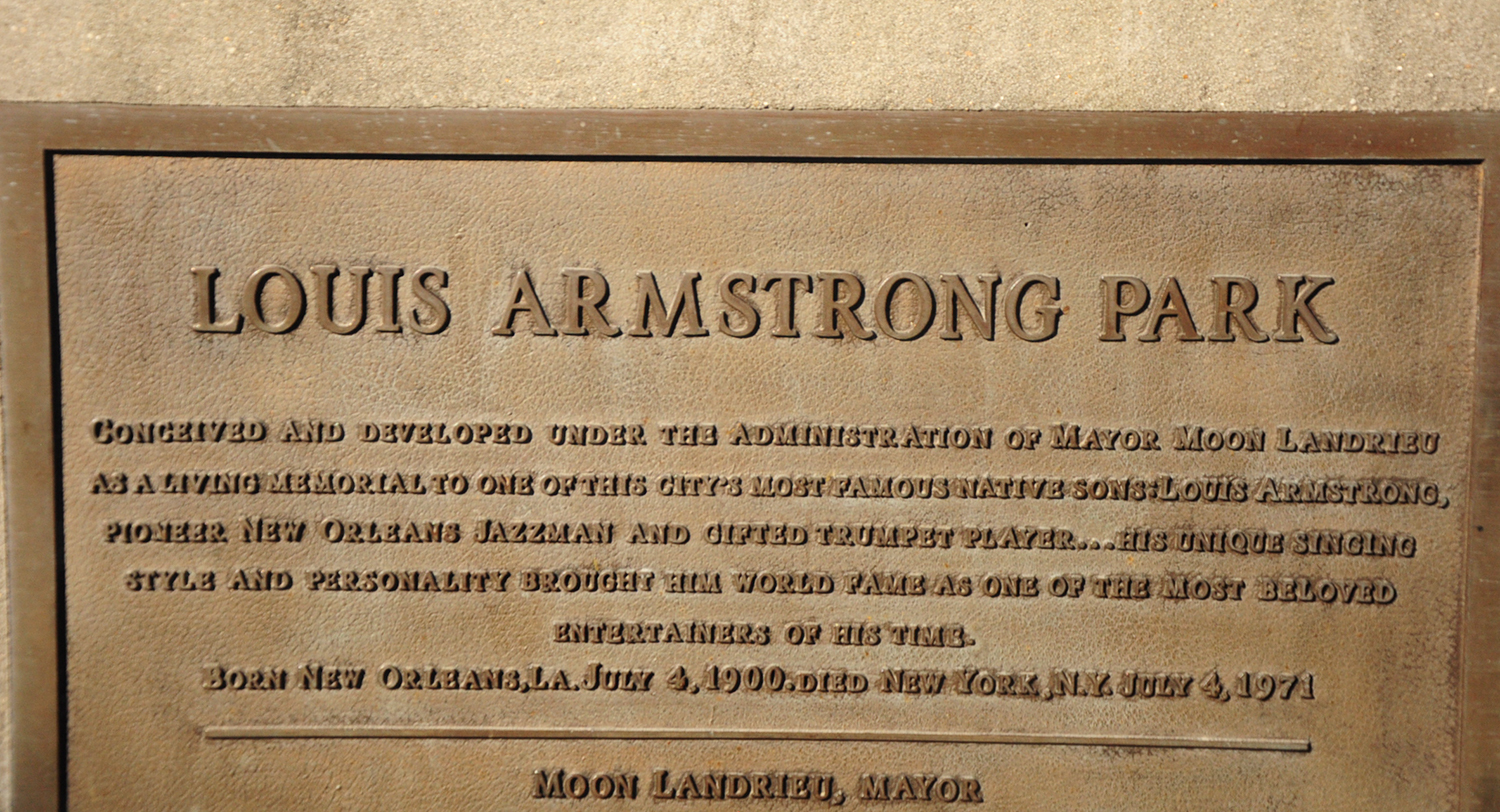 LOUIS ARMSTRONG PARK
CONCEIVED AND DEVELOPED UNDER THE ADMINISTRATION OF MAYOR MOON LANDRIEU
AS A LIVING MEMORIAL TO ONE OF THIS CITY'S MOST FAMOUS NATIVE SONS:LOUIS ARMSTRONG,
PIONEER NEW ORLEANS JAZZMAN AND GIFTED TRUMPET PLAYER...HIS UNIQUE SINGING
STYLE AND PERSONALITY BROUGHT HIM WORLD FAME AS ONE OF THE MOST BELOVED
ENTERTAINERS OF HIS TIME.
BORN NEW ORLEANS,LA.JULY 4,1900.DIED NEW YORK,N.Y. JULY 4,1971
MOON LANDRIEU, MAYOR